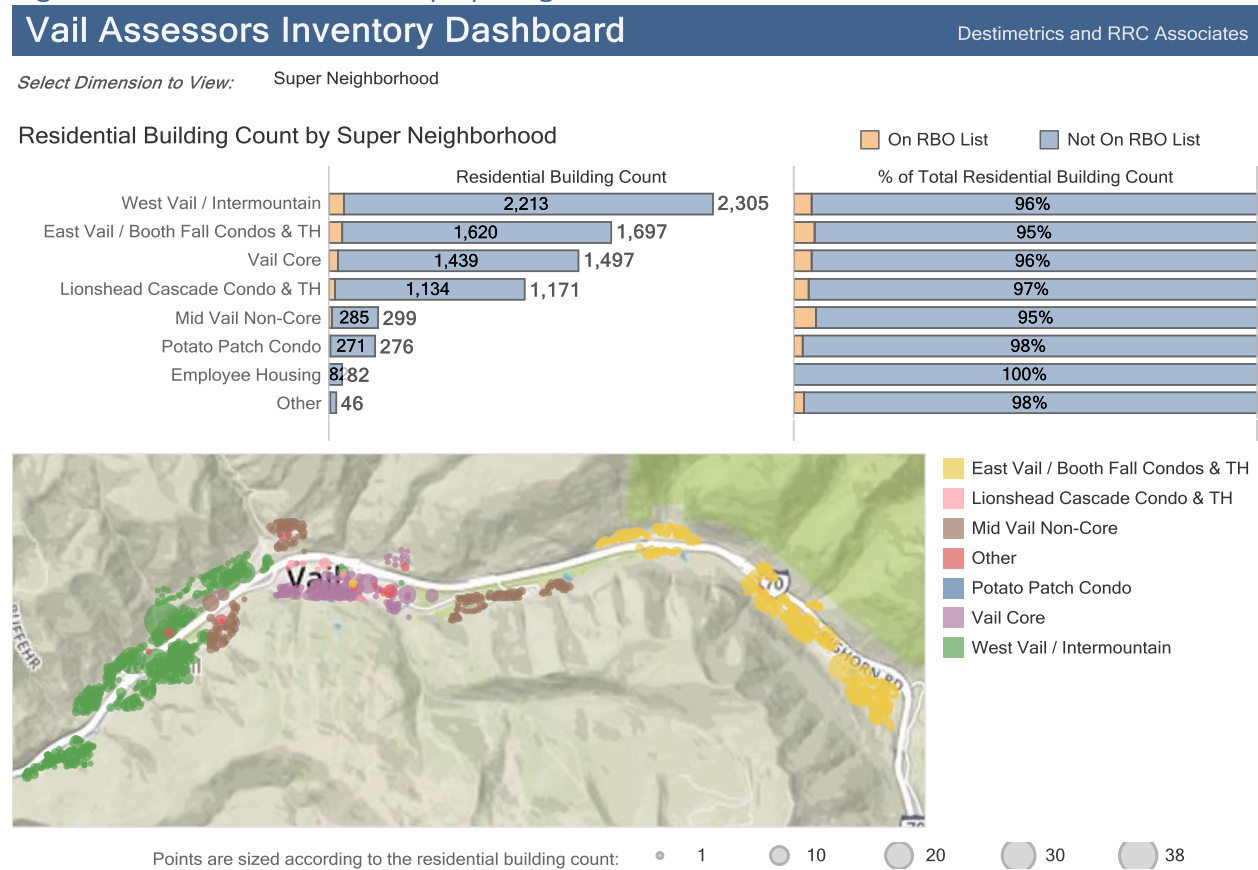 Vail Assessors Inventory Dashboard
Destimetrics and RRC Associates
Select Dimension to View: Super Neighborhood
Residential Building Count by Super Neighborhood
On RBO List Not On RBO List
Residential Building Count % of Total Residential Building Count
West Vail / Intermountain 2,213 2,305 96%
East Vail / Booth Fall Condos & TH 1,620 1,697 95%
Vail Core 1,439 1,497 96%
Lionshead Cascade Condo & TH 1,134 1,171 97%
Mid Vail Non-Core 285 299 95%
Potato Patch Condo 271 276 98%
Employee Housing 82 82 100%
Other 46 98%
East Vail / Booth Fall Condos & TH
Lionshead Cascade Condo & TH
Mid Vail Non-Core
Other
Potato Patch Condo
Vail Core
West Vail / Intermountain
Vail
70
Points are sized according to the residential building count: 1 10 20 30 38